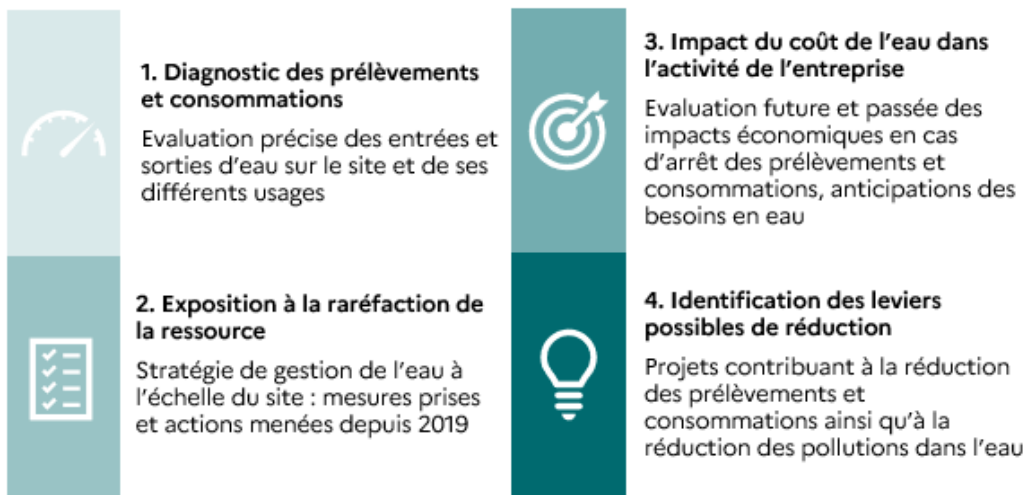 1. Diagnostic des prélèvements
et consommations
Evaluation précise des entrées et
sorties d'eau sur le site et de ses
différents usages
2. Exposition à la raréfaction de
la ressource
Stratégie de gestion de l'eau à
l'échelle du site : mesures prises
et actions menées depuis 2019
3. Impact du coût de l'eau dans
l'activité de l'entreprise
Evaluation future et passée des
impacts économiques en cas
d'arrêt des prélèvements et
consommations, anticipations des
besoins en eau
4. Identification des leviers
possibles de réduction
Projets contribuant à la réduction
des prélèvements et
consommations ainsi qu'à la
réduction des pollutions dans l'eau